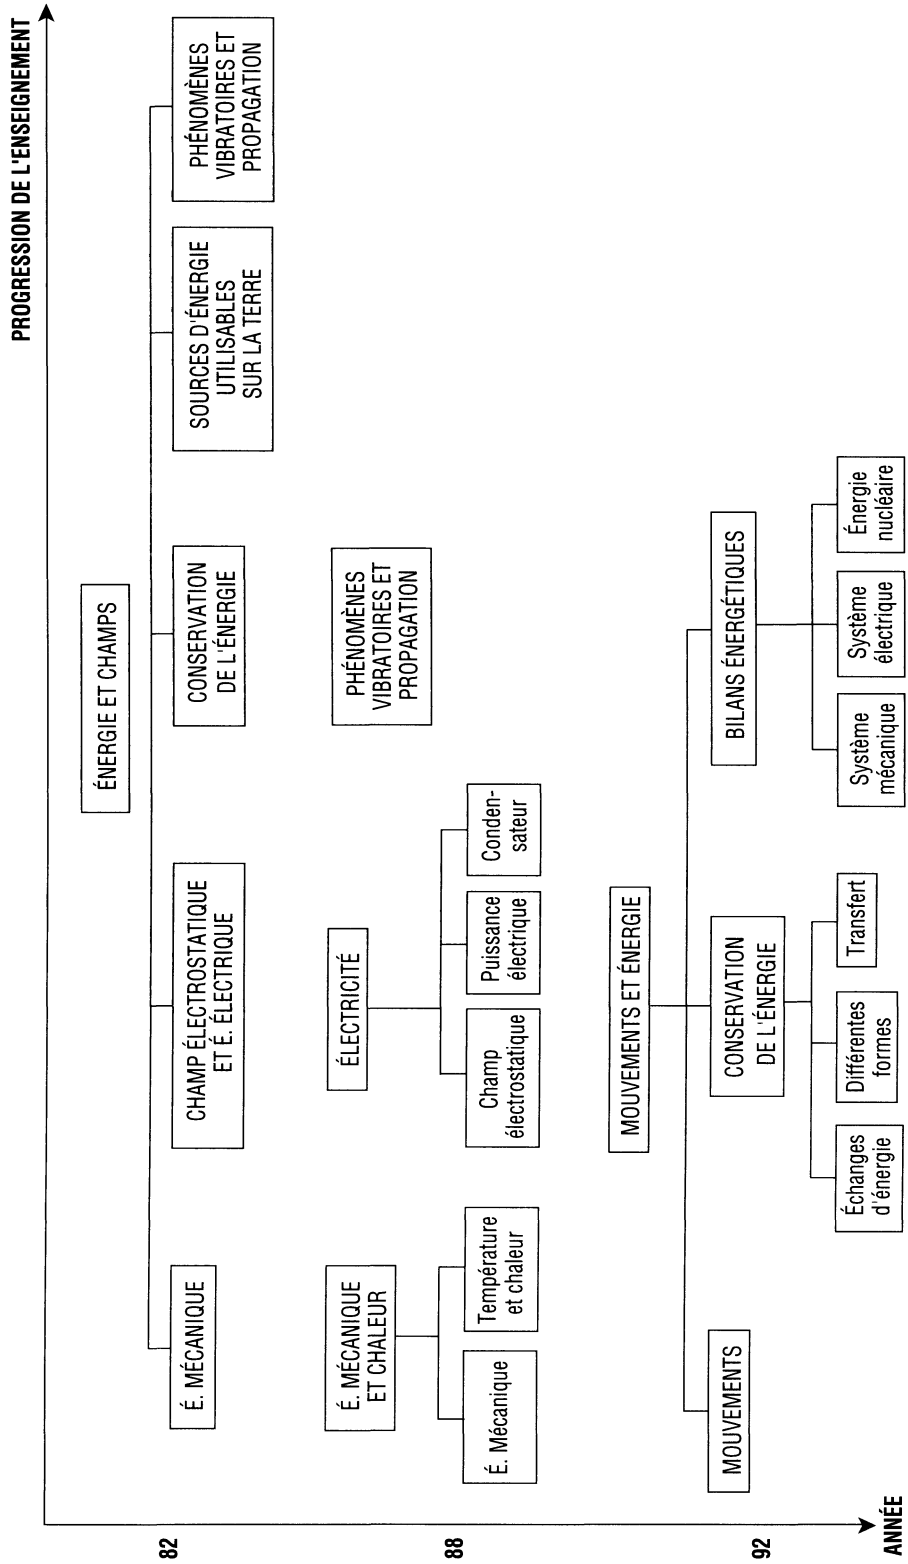 PROGRESSION DE L'ENSEIGNEMENT
82
ÉNERGIE ET CHAMPS
É. MÉCANIQUE
CHAMP ÉLECTROSTATIQUE
ET É. ÉLECTRIQUE
CONSERVATION
DE L'ÉNERGIE
SOURCES D'ÉNERGIE
UTILISABLES
SUR LA TERRE
PHÉNOMÈNES
VIBRATOIRES ET
PROPAGATION
88
É. MÉCANIQUE
ET CHALEUR
É. Mécanique
Température
et chaleur
ÉLECTRICITÉ
Champ
électrostatique
Puissance
électrique
Conden-
sateur
PHÉNOMÈNES
VIBRATOIRES ET
PROPAGATION
92
MOUVEMENTS ET ÉNERGIE
MOUVEMENTS
CONSERVATION
DE L'ÉNERGIE
Échanges
d'énergie
Différentes
formes
Transfert
BILANS ÉNERGÉTIQUES
Système
mécanique
Système
électrique
Énergie
nucléaire
ANNÉE